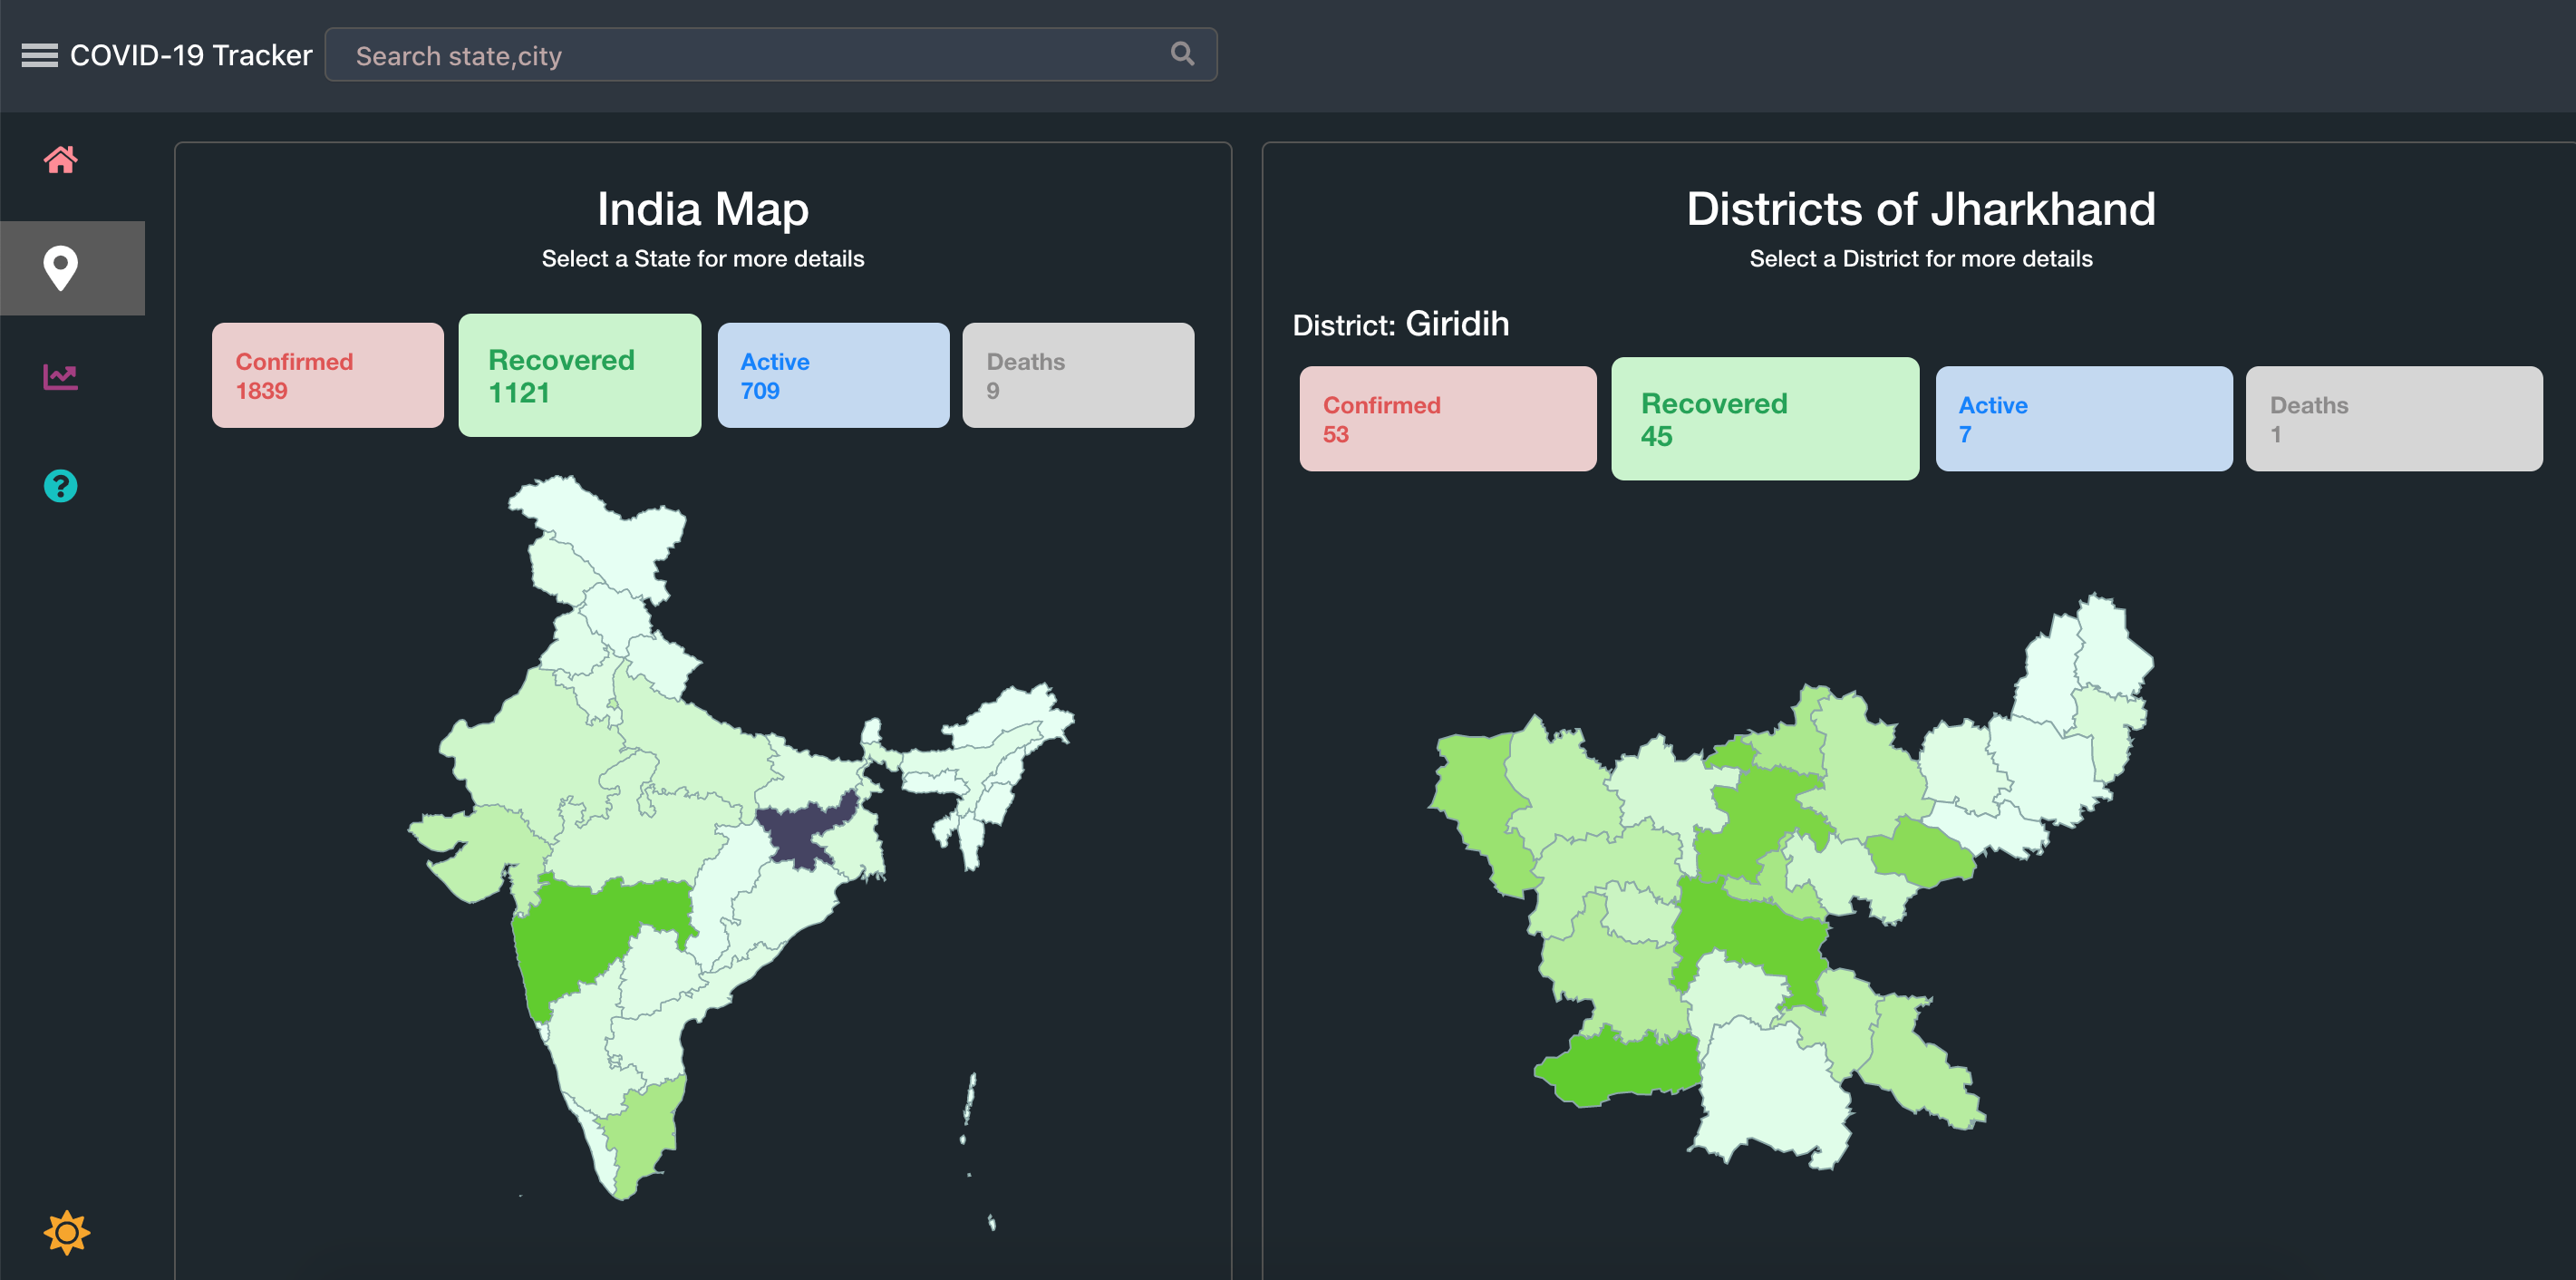 COVID-19 Tracker
Search state,city
India Map
Select a State for more details
Confirmed
1839
Recovered
1121
Active
709
Deaths
9
Districts of Jharkhand
Select a District for more details
District: Giridih
Confirmed
53
Recovered
45
Active
7
Deaths
1